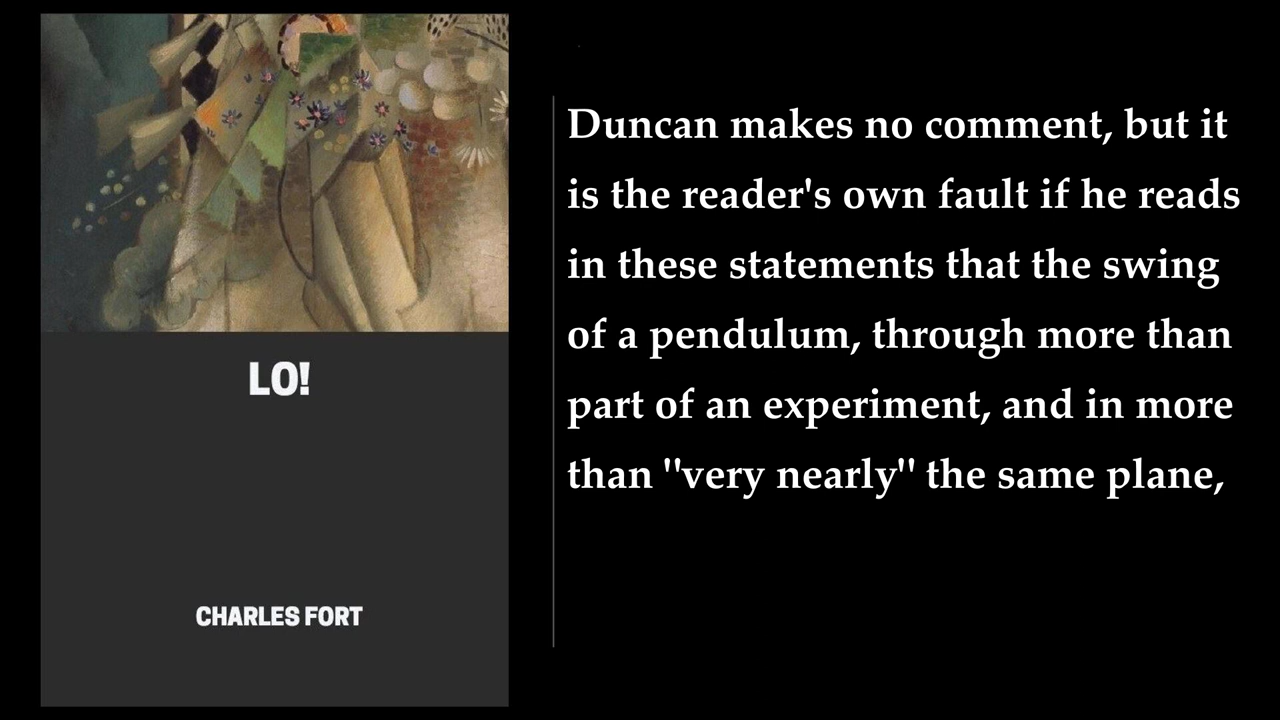 LO!
CHARLES FORT
Duncan makes no comment, but it
is the reader's own fault if he reads
in these statements that the swing
of a pendulum, through more than
part of an experiment, and in more
than "very nearly" the same plane,